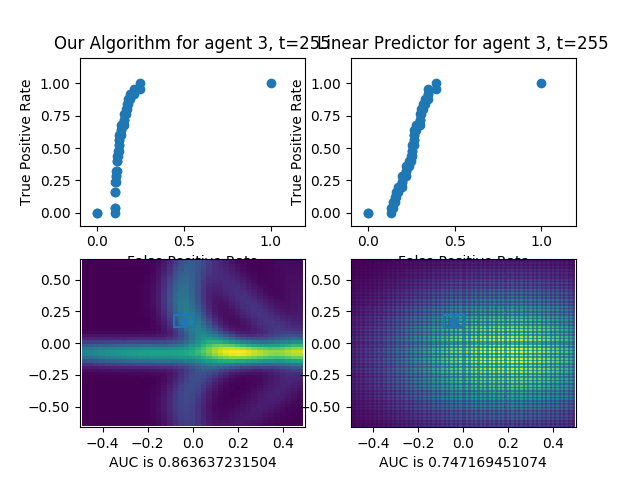 Our Algorithm for agent 3, t=255
Linear Predictor for agent 3, t=255
True Positive Rate
1.00
0.75
0.50
0.25
0.00
0.0 0.5 1.0
False Positive Rate
True Positive Rate
1.00
0.75
0.50
0.25
0.00
0.0 0.5 1.0
False Positive Rate
0.50
0.25
0.00
−0.25
−0.50
−0.4 −0.2 0.0 0.2 0.4
AUC is 0.863637231504
0.50
0.25
0.00
−0.25
−0.50
−0.4 −0.2 0.0 0.2 0.4
AUC is 0.747169451074